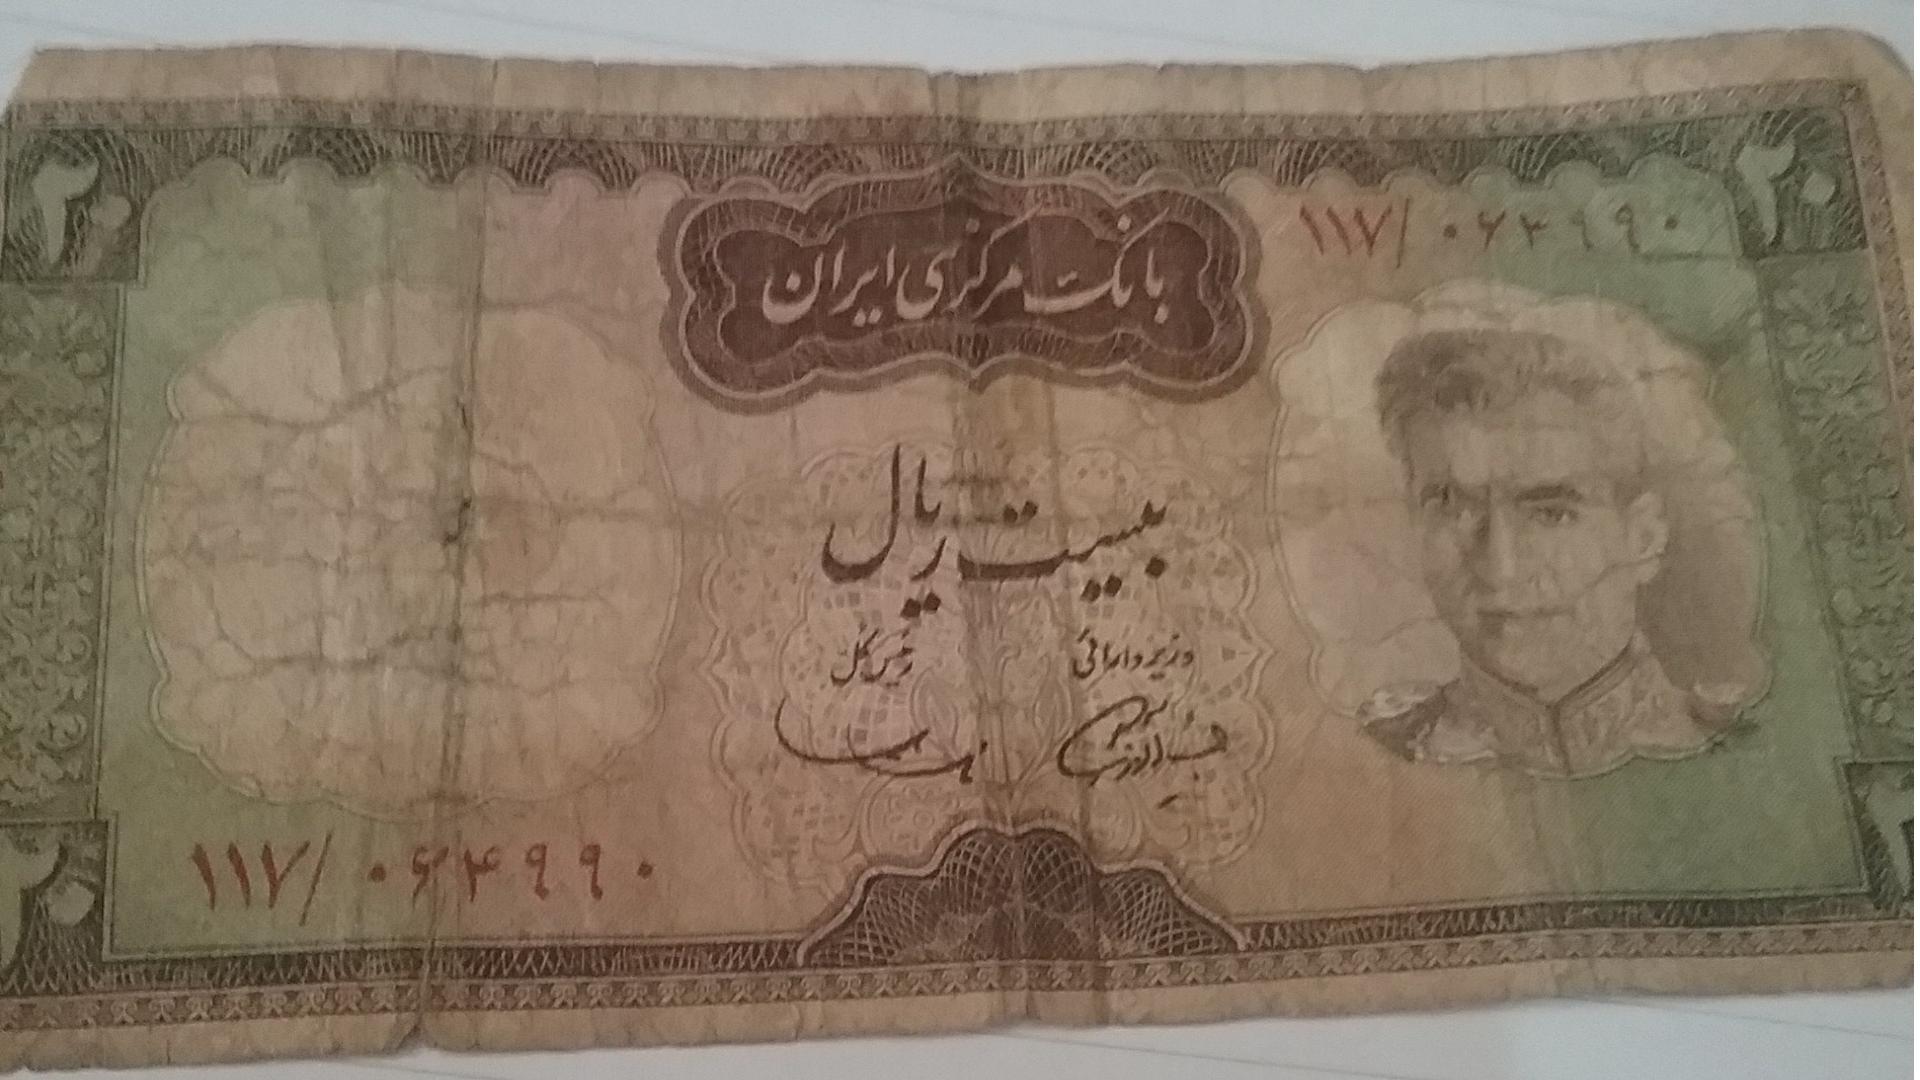 ۲۰ ۲۰
۱۱۷/۰۶۴۹۹۰
بانک مرکزی ایران
بیست ریال
وزیر دارائی رئیس کل
۱۱۷/۰۶۴۹۹۰
۲۰ ۲۰